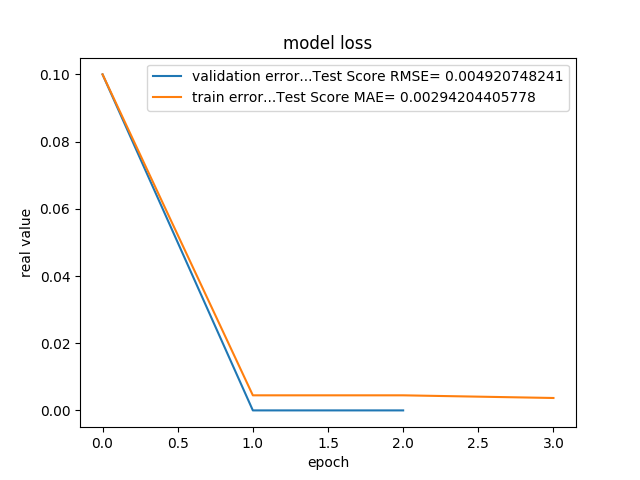 model loss
validation error...Test Score RMSE= 0.004920748241
train error...Test Score MAE= 0.00294204405778
0.10
0.08
0.06
0.04
0.02
0.00
real value
0.0 0.5 1.0 1.5 2.0 2.5 3.0
epoch